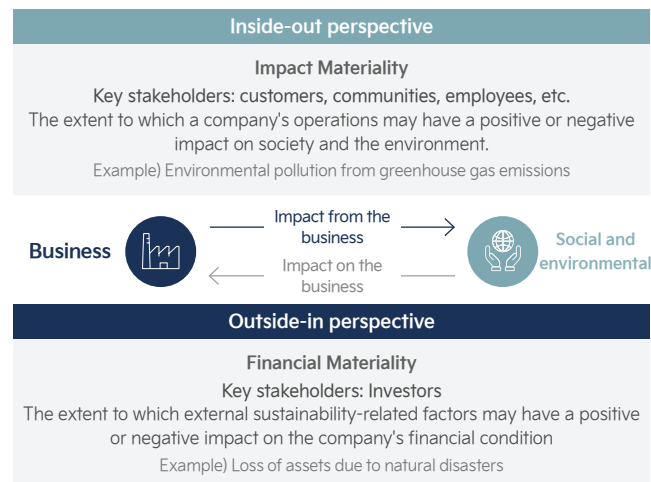 Inside-out perspective
Impact Materiality
Key stakeholders: customers, communities, employees, etc.
The extent to which a company's operations may have a positive or negative
impact on society and the environment.
Example) Environmental pollution from greenhouse gas emissions
Business
Impact from the
business
Impact on the
business
Social and
environmental
Outside-in perspective
Financial Materiality
Key stakeholders: Investors
The extent to which external sustainability-related factors may have a positive
or negative impact on the company's financial condition
Example) Loss of assets due to natural disasters